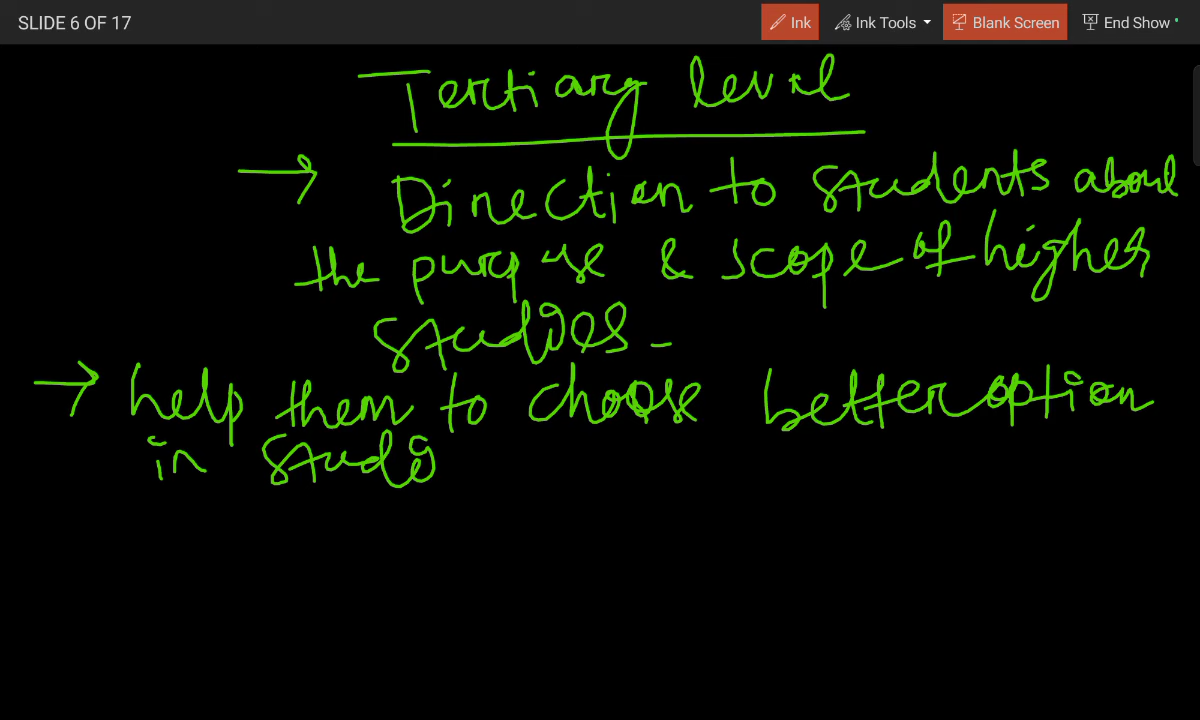 SLIDE 6 OF 17 Ink Ink Tools Blank Screen End Show
Tertiary level
→ Direction to students about
the purpose & scope of higher
studies -
→ help them to choose better option
in studi